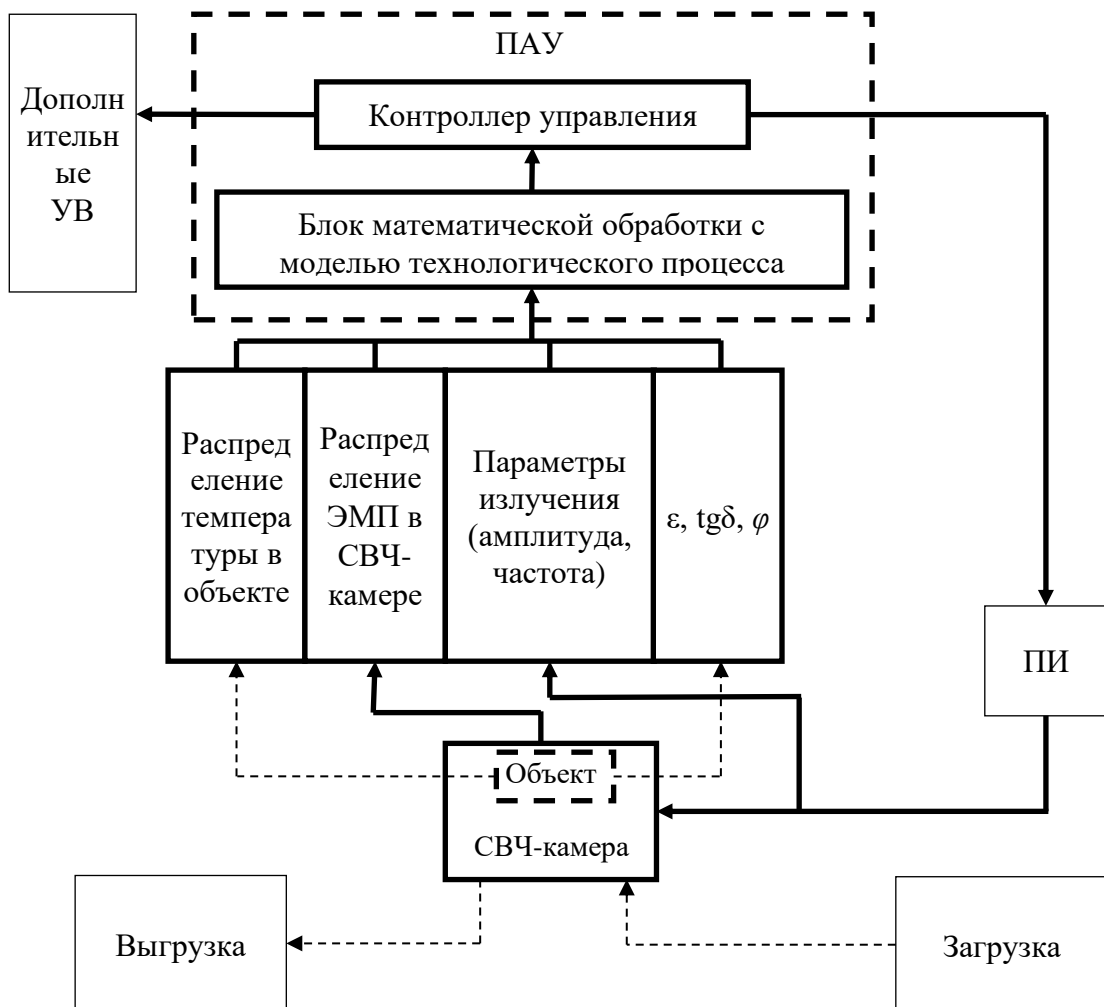 ПАУ
Дополн
ительн
ые
УВ
Контроллер управления
Блок математической обработки с
моделью технологического процесса
Распред
еление
темпера
туры в
объекте
Распред
еление
ЭМП в
СВЧ-
камере
Параметры
излучения
(амплитуда,
частота)
ε, tgδ, φ
ПИ
Объект
СВЧ-камера
Выгрузка
Загрузка